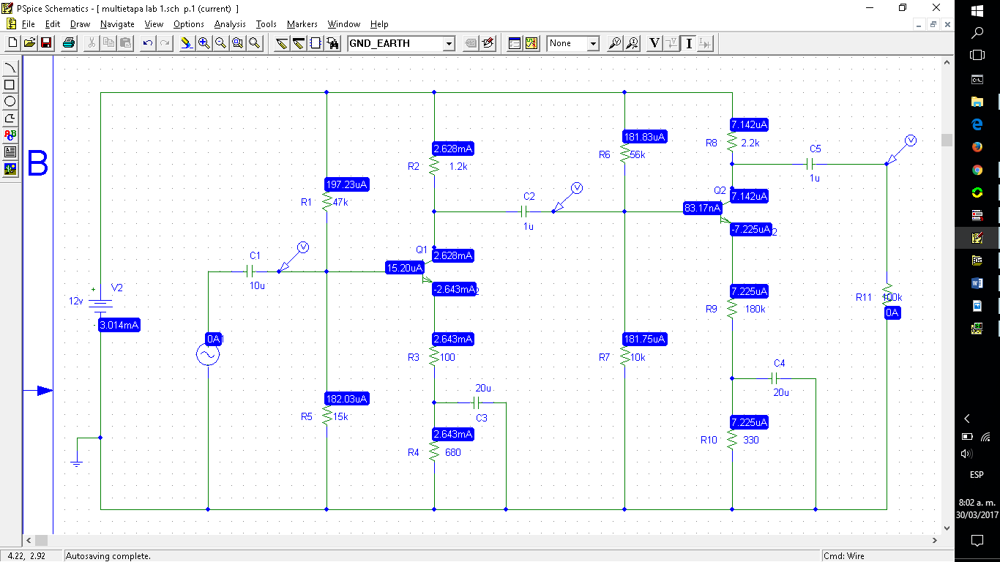 PSpice Schematics - [ multietapa lab 1.sch p.1 (current) ]
File Edit Draw Navigate View Options Analysis Tools Markers Window Help
GND_EARTH
None
V
I
B
7.142uA
R8 2.2k
181.83uA
R6 56k
2.628mA
R2 1.2k
C5
1u
197.23uA
R1 47k
Q2
7.142uA
C2
1u
83.17nA
-7.225uA
V
V
V
Q1
2.628mA
C1
10u
15.20uA
-2.643mA
V2
12v
+
-
3.014mA
7.225uA
R9 180k
R11 100k
0A
0A
2.643mA
R3 100
181.75uA
R7 10k
C4
20u
20u
C3
182.03uA
R5 15k
2.643mA
R4 680
7.225uA
R10 330
4.22, 2.92 Autosaving complete. Cmd: Wire
ESP
8:02 a. m.
30/03/2017